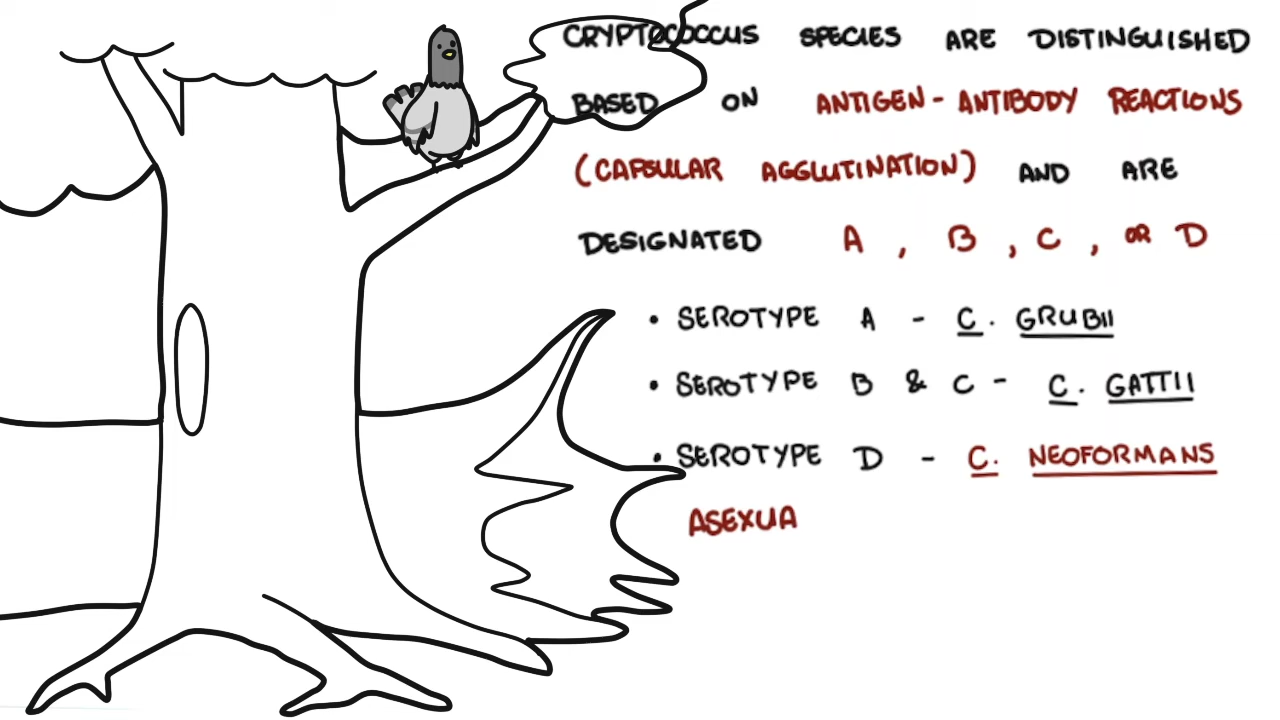 CRYPTOCOCCUS SPECIES ARE DISTINGUISHED
BASED ON ANTIGEN-ANTIBODY REACTIONS
(CAPSULAR AGGLUTINATION) AND ARE
DESIGNATED A, B, C, OR D
• SEROTYPE A - C. GRUBII
• SEROTYPE B & C - C. GATTII
• SEROTYPE D - C. NEOFORMANS
ASEXUA